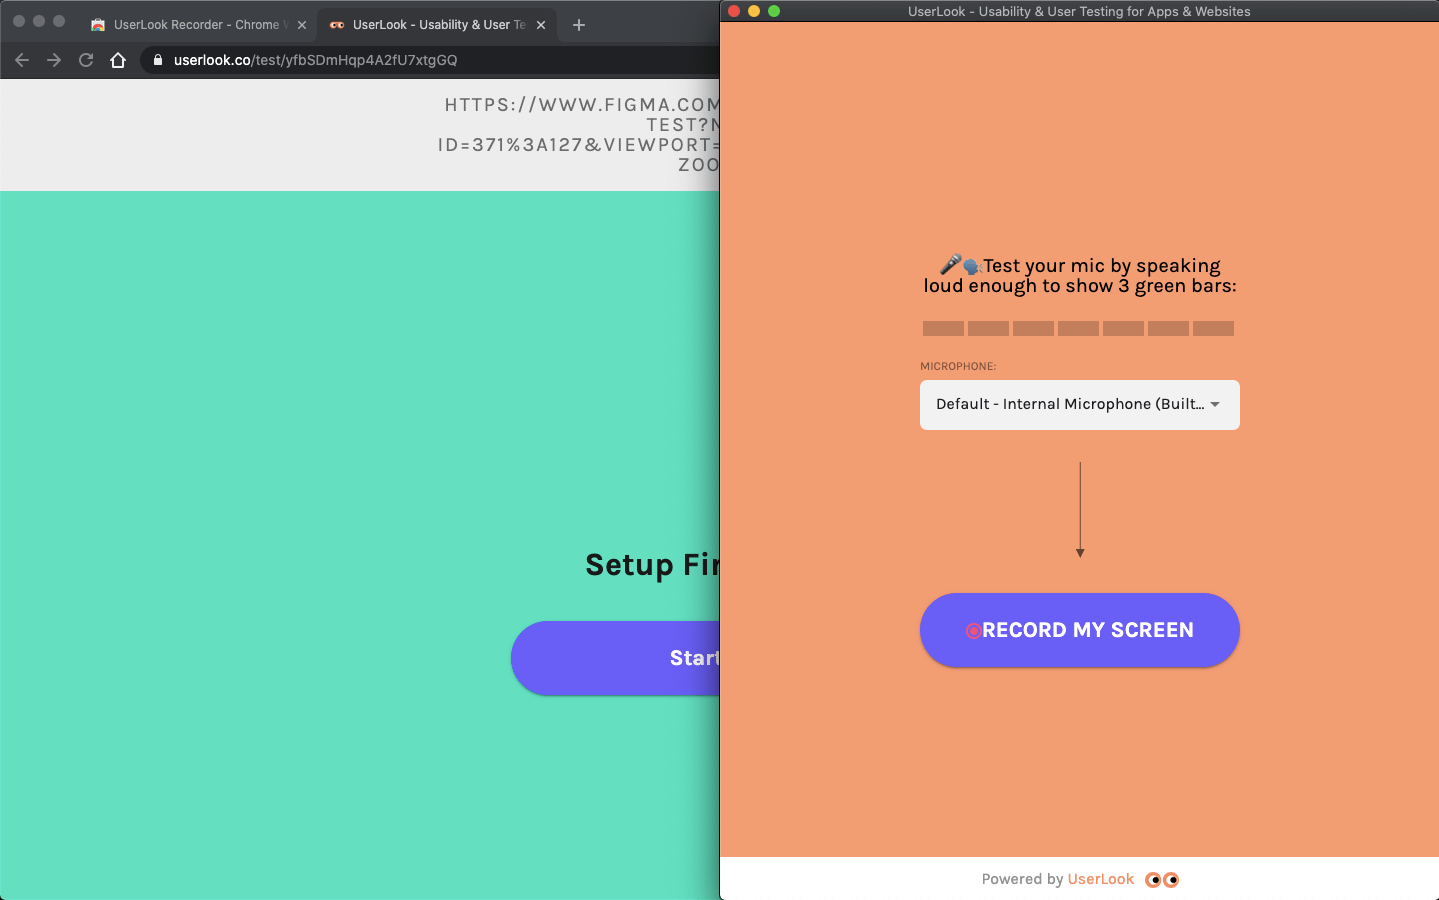 UserLook Recorder - Chrome W
UserLook - Usability & User Te
userlook.co/test/yfbSDmHqp4A2fU7xtgGQ
HTTPS://WWW.FIGMA.COM
TEST?N
ID=371%3A127&VIEWPORT=
ZOO
Setup Fir
Start
UserLook - Usability & User Testing for Apps & Websites
Test your mic by speaking
loud enough to show 3 green bars:
MICROPHONE:
Default - Internal Microphone (Built...
RECORD MY SCREEN
Powered by UserLook